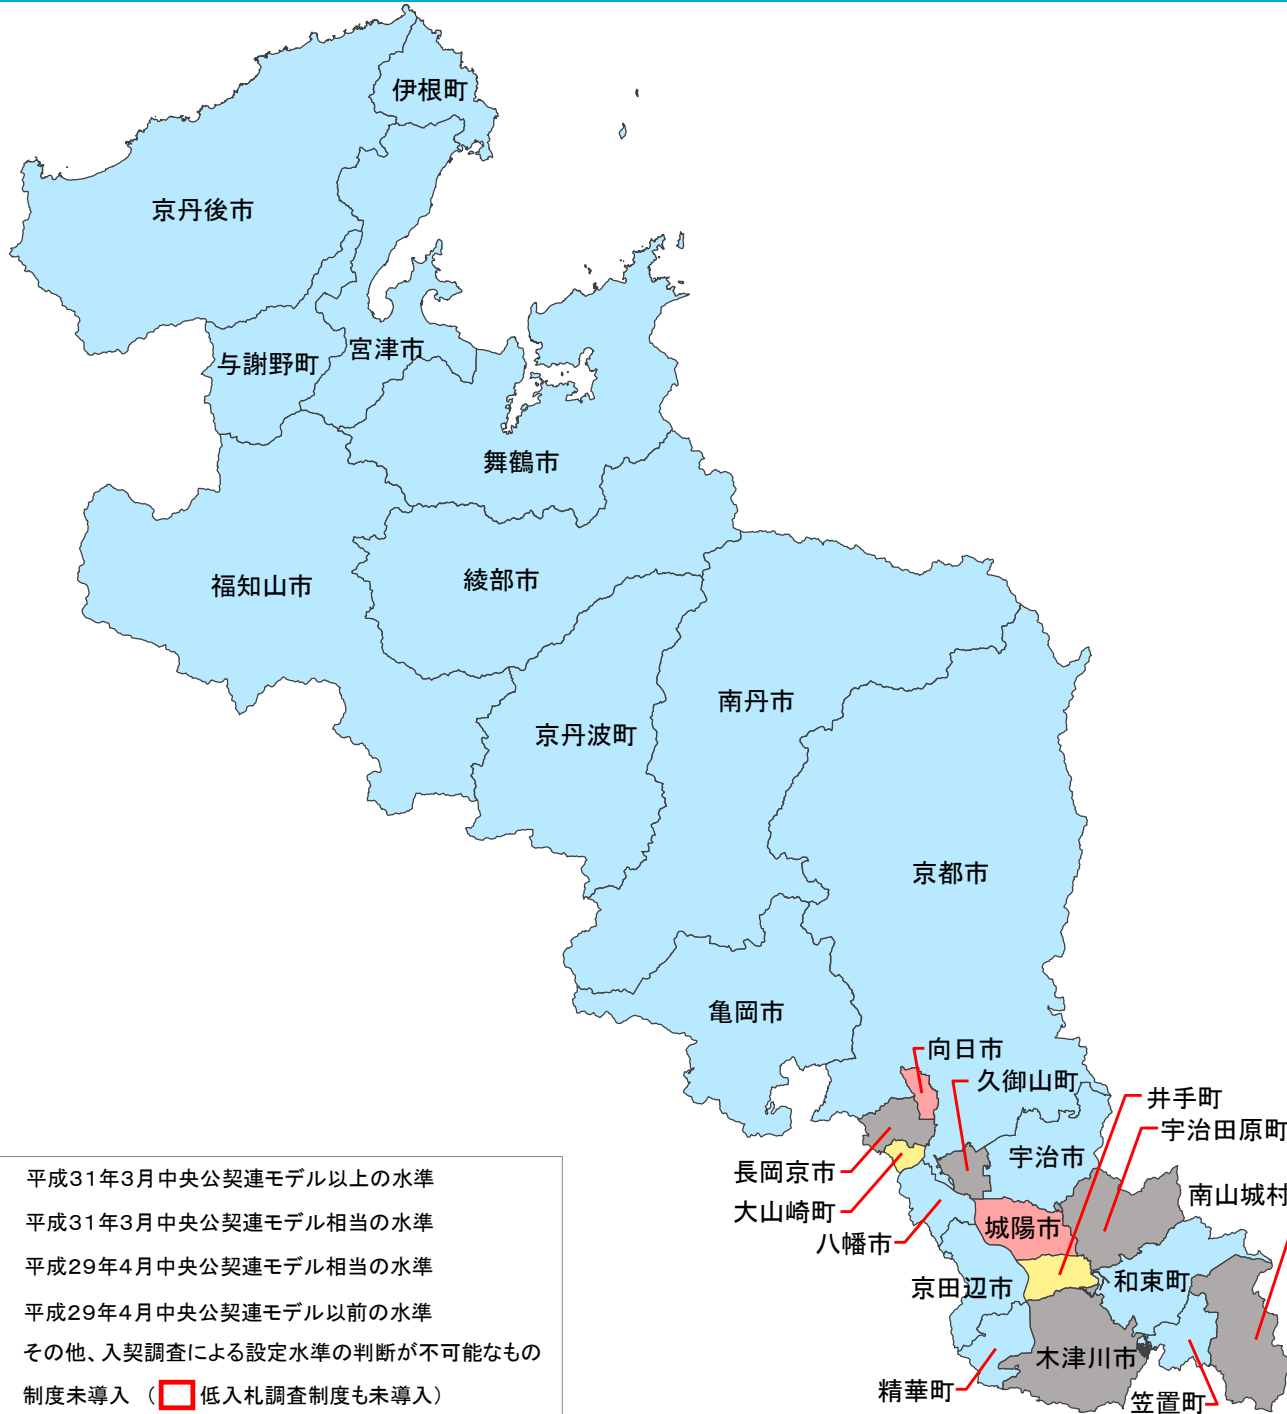 伊根町
京丹後市
宮津市
与謝野町
舞鶴市
綾部市
福知山市
南丹市
京丹波町
京都市
亀岡市
向日市
久御山町
井手町
宇治田原町
宇治市
長岡京市
南山城村
大山崎町
城陽市
八幡市
和束町
京田辺市
木津川市
精華町
笠置町
平成31年3月中央公契連モデル以上の水準
平成31年3月中央公契連モデル相当の水準
平成29年4月中央公契連モデル相当の水準
平成29年4月中央公契連モデル以前の水準
その他、入契調査による設定水準の判断が不可能なもの
制度未導入 ( 低入札調査制度も未導入)